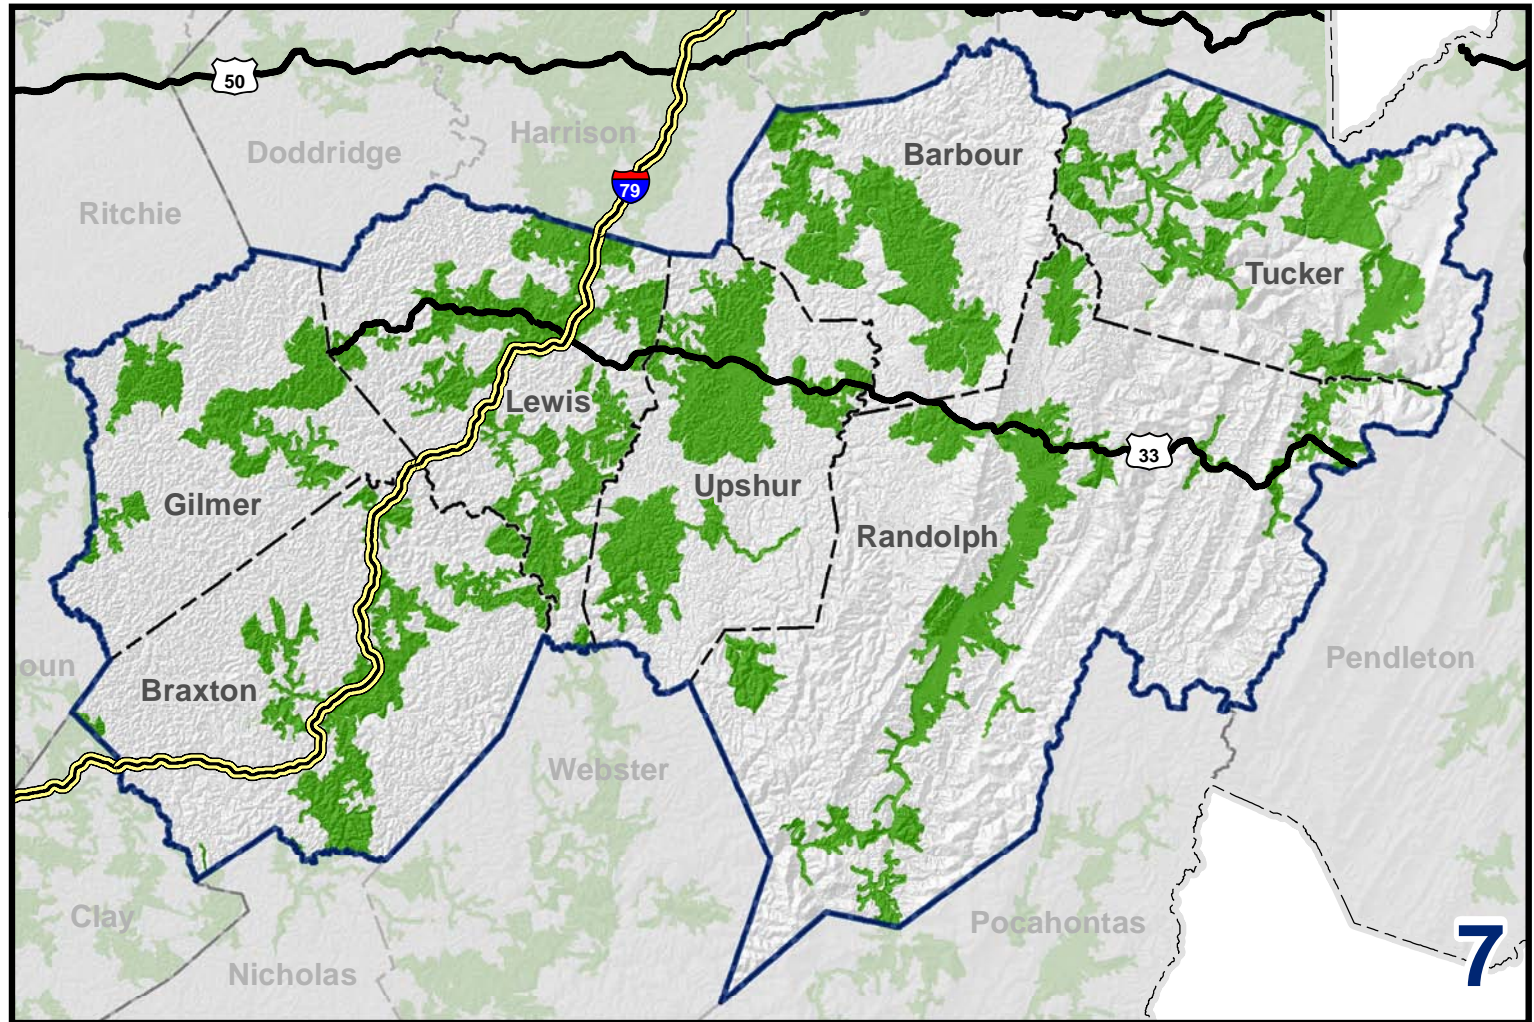 50
Harrison
Doddridge
Barbour
79
Ritchie
Tucker
Lewis
33
Upshur
Gilmer
Randolph
oun
Pendleton
Braxton
Webster
Clay
Pocahontas
7
Nicholas